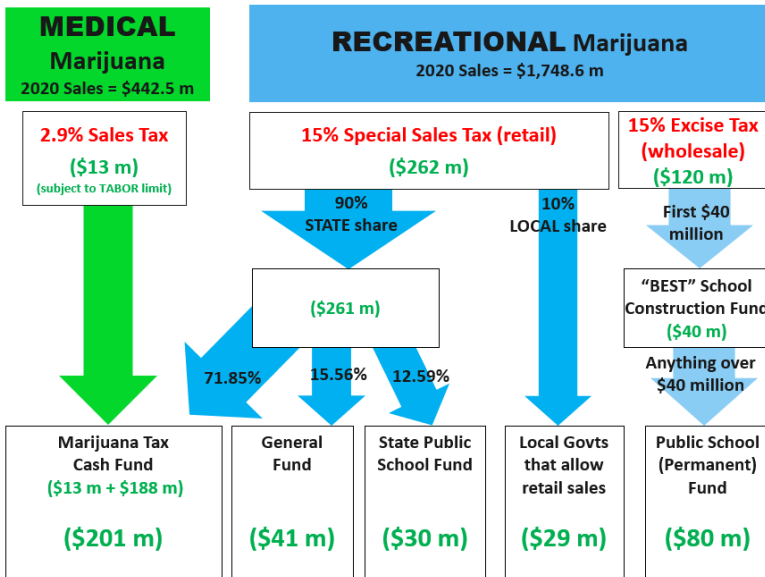 MEDICAL
Marijuana
2020 Sales = $442.5 m
RECREATIONAL Marijuana
2020 Sales = $1,748.6 m
2.9% Sales Tax
($13 m)
(subject to TABOR limit)
15% Special Sales Tax (retail)
($262 m)
15% Excise Tax
(wholesale)
($120 m)
90%
STATE share
10%
LOCAL share
First $40
million
($261 m)
“BEST” School
Construction Fund
($40 m)
71.85%
15.56%
12.59%
Anything over
$40 million
Marijuana Tax
Cash Fund
($13 m + $188 m)
($201 m)
General
Fund
($41 m)
State Public
School Fund
($30 m)
Local Govts
that allow
retail sales
($29 m)
Public School
(Permanent)
Fund
($80 m)